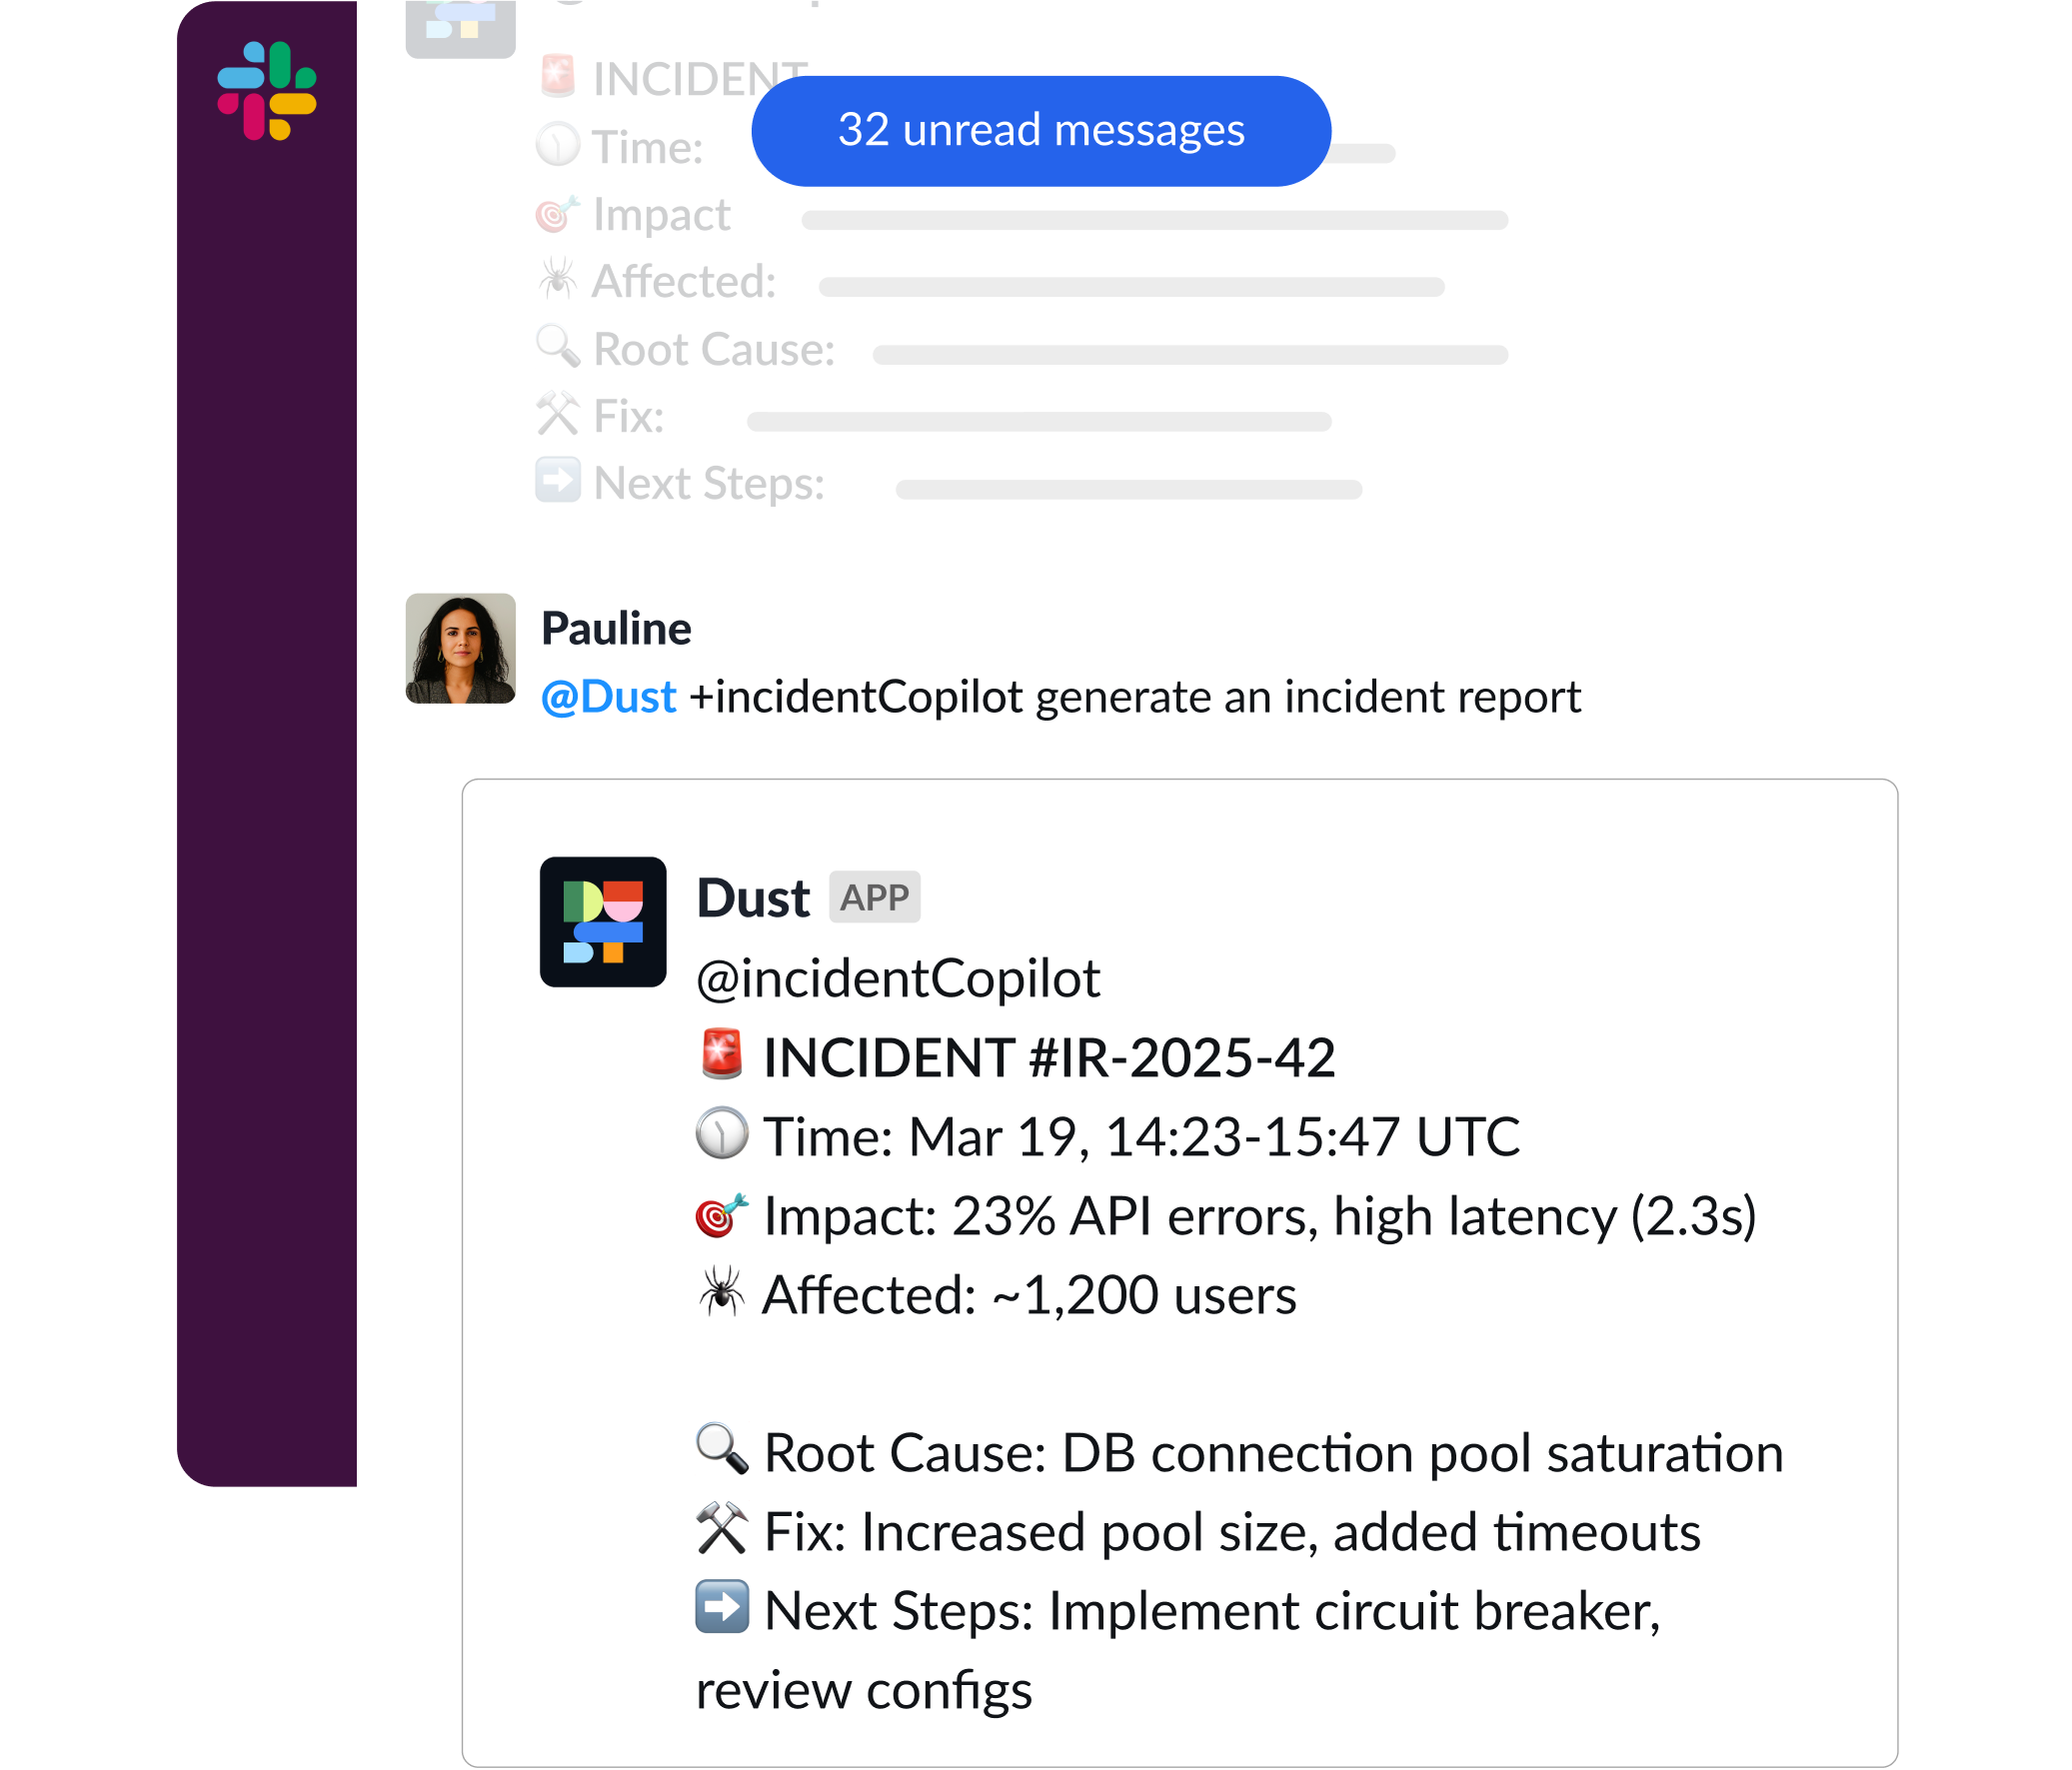 INCIDENT
32 unread messages
Time:
Impact
Affected:
Root Cause:
Fix:
Next Steps:
Pauline
@Dust +incidentCopilot generate an incident report
Dust APP
@incidentCopilot
INCIDENT #IR-2025-42
Time: Mar 19, 14:23-15:47 UTC
Impact: 23% API errors, high latency (2.3s)
Affected: ~1,200 users
Root Cause: DB connection pool saturation
Fix: Increased pool size, added timeouts
Next Steps: Implement circuit breaker,
review configs